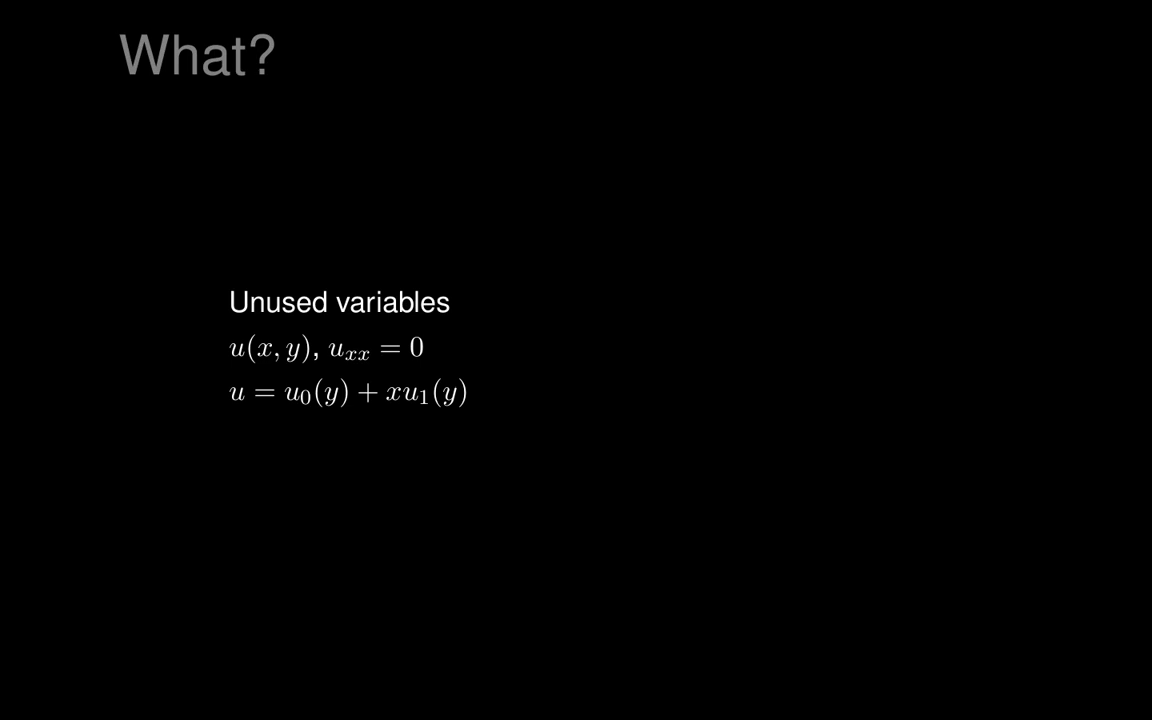 What?
Unused variables
u(x, y), u_{xx} = 0
u = u_0(y) + xu_1(y)